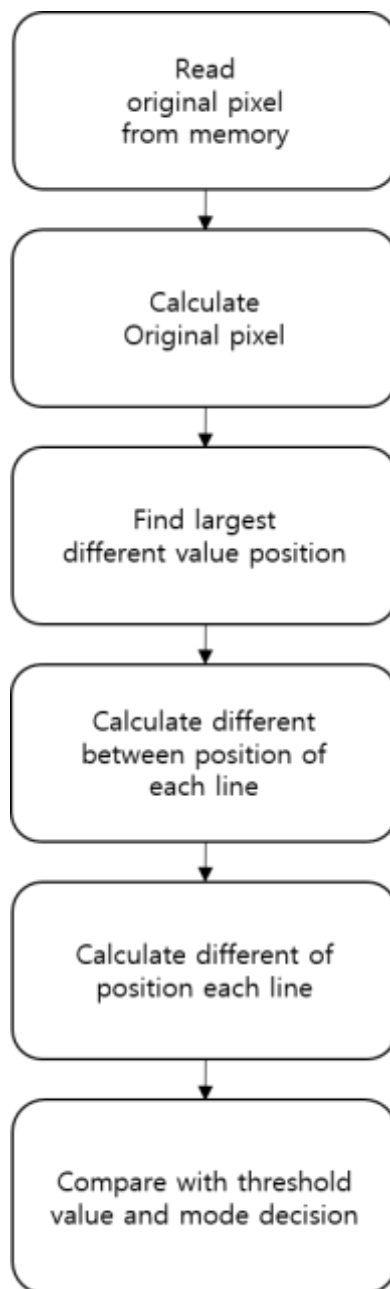 Read
original pixel
from memory
Calculate
Original pixel
Find largest
different value position
Calculate different
between position of
each line
Calculate different of
position each line
Compare with threshold
value and mode decision